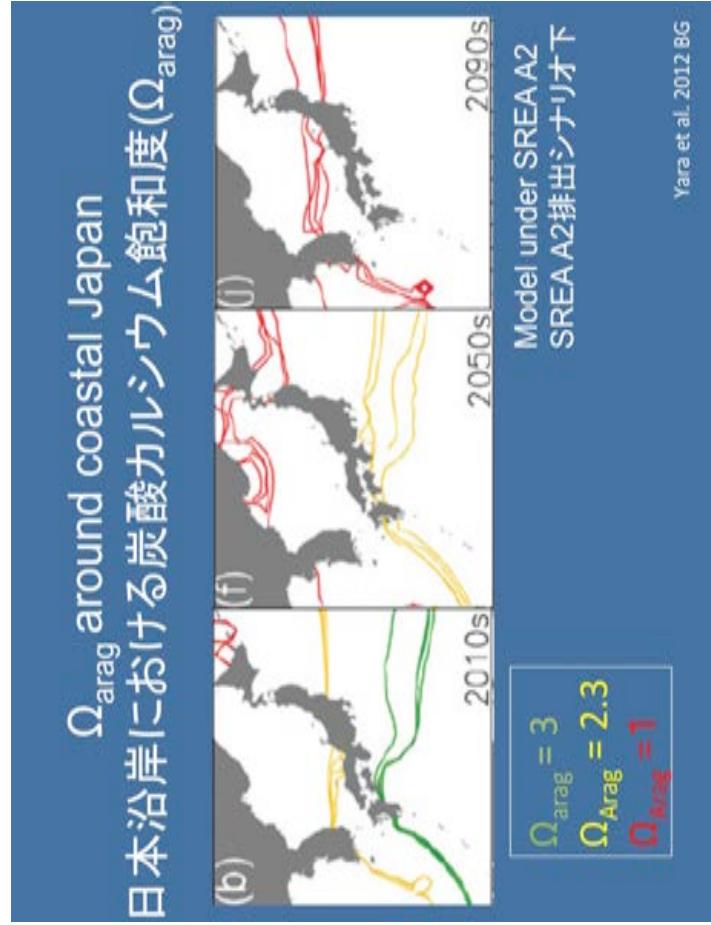 Ωarag around coastal Japan
日本沿岸における炭酸カルシウム飽和度(Ωarag)
(b)
2010s
(f)
2050s
(j)
2090s
Ωarag = 3
ΩArag = 2.3
ΩArag = 1
Model under SREA A2
SREA A2排出シナリオ下
Yara et al. 2012 BG